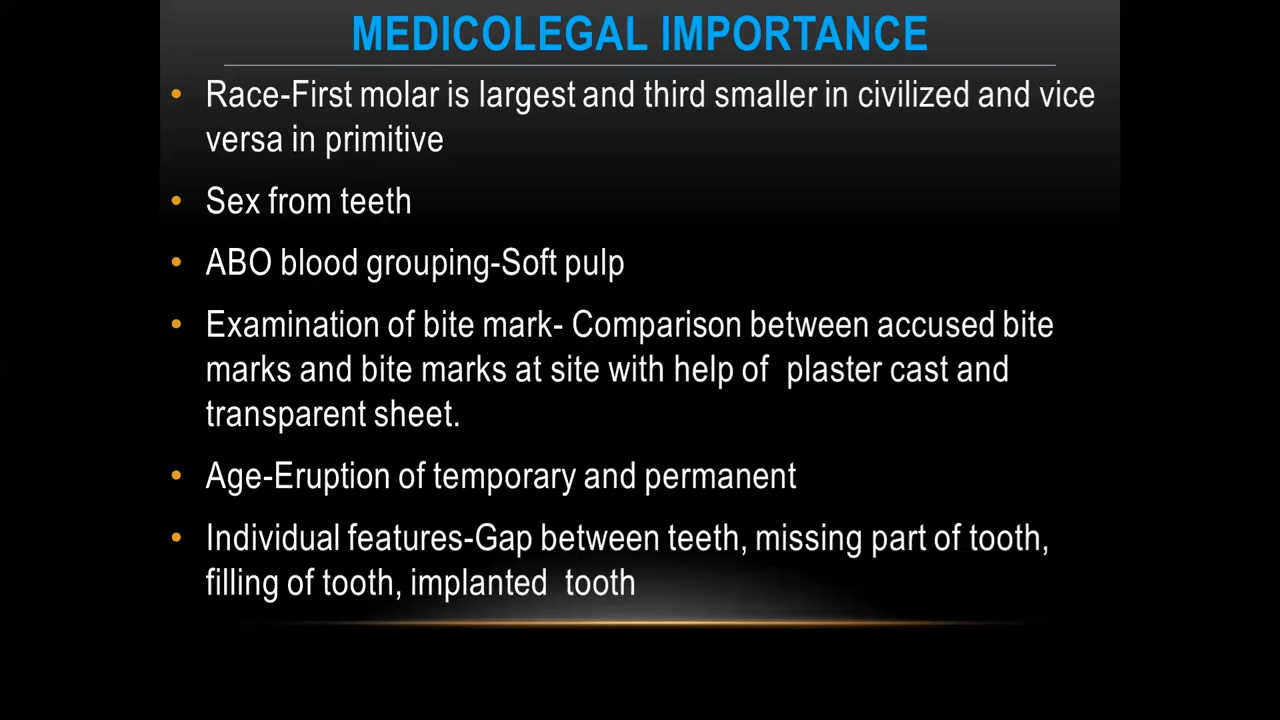 MEDICOLEGAL IMPORTANCE
• Race-First molar is largest and third smaller in civilized and vice
versa in primitive
• Sex from teeth
• ABO blood grouping-Soft pulp
• Examination of bite mark- Comparison between accused bite
marks and bite marks at site with help of  plaster cast and
transparent sheet.
• Age-Eruption of temporary and permanent
• Individual features-Gap between teeth, missing part of tooth,
filling of tooth, implanted  tooth